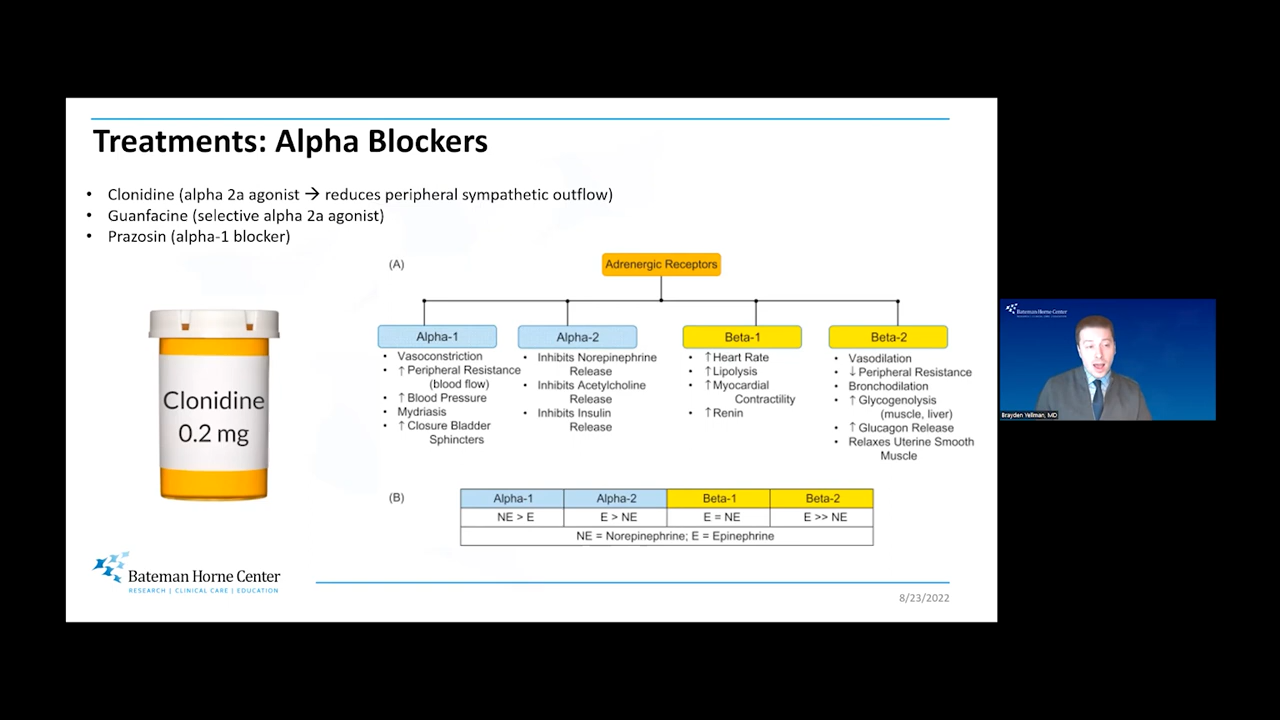 Treatments: Alpha Blockers
• Clonidine (alpha 2a agonist → reduces peripheral sympathetic outflow)
• Guanfacine (selective alpha 2a agonist)
• Prazosin (alpha-1 blocker)
Clonidine
0.2 mg
(A)
Adrenergic Receptors
Alpha-1
• Vasoconstriction
• ↑Peripheral Resistance
(blood flow)
• ↑Blood Pressure
• Mydriasis
• ↑Closure Bladder
Sphincters
Alpha-2
• Inhibits Norepinephrine
Release
• Inhibits Acetylcholine
Release
• Inhibits Insulin
Release
Beta-1
• ↑Heart Rate
• ↑Lipolysis
• ↑Myocardial
Contractility
• ↑Renin
Beta-2
• Vasodilation
• ↓Peripheral Resistance
• Bronchodilation
• ↑Glycogenolysis
(muscle, liver)
• ↑Glucagon Release
• Relaxes Uterine Smooth
Muscle
(B)
Alpha-1 Alpha-2 Beta-1 Beta-2
NE > E E > NE E = NE E >> NE
NE = Norepinephrine; E = Epinephrine
Bateman Horne Center
RESEARCH | CLINICAL CARE | EDUCATION
8/23/2022
Bateman Horne Center
Brayden Yellman, MD